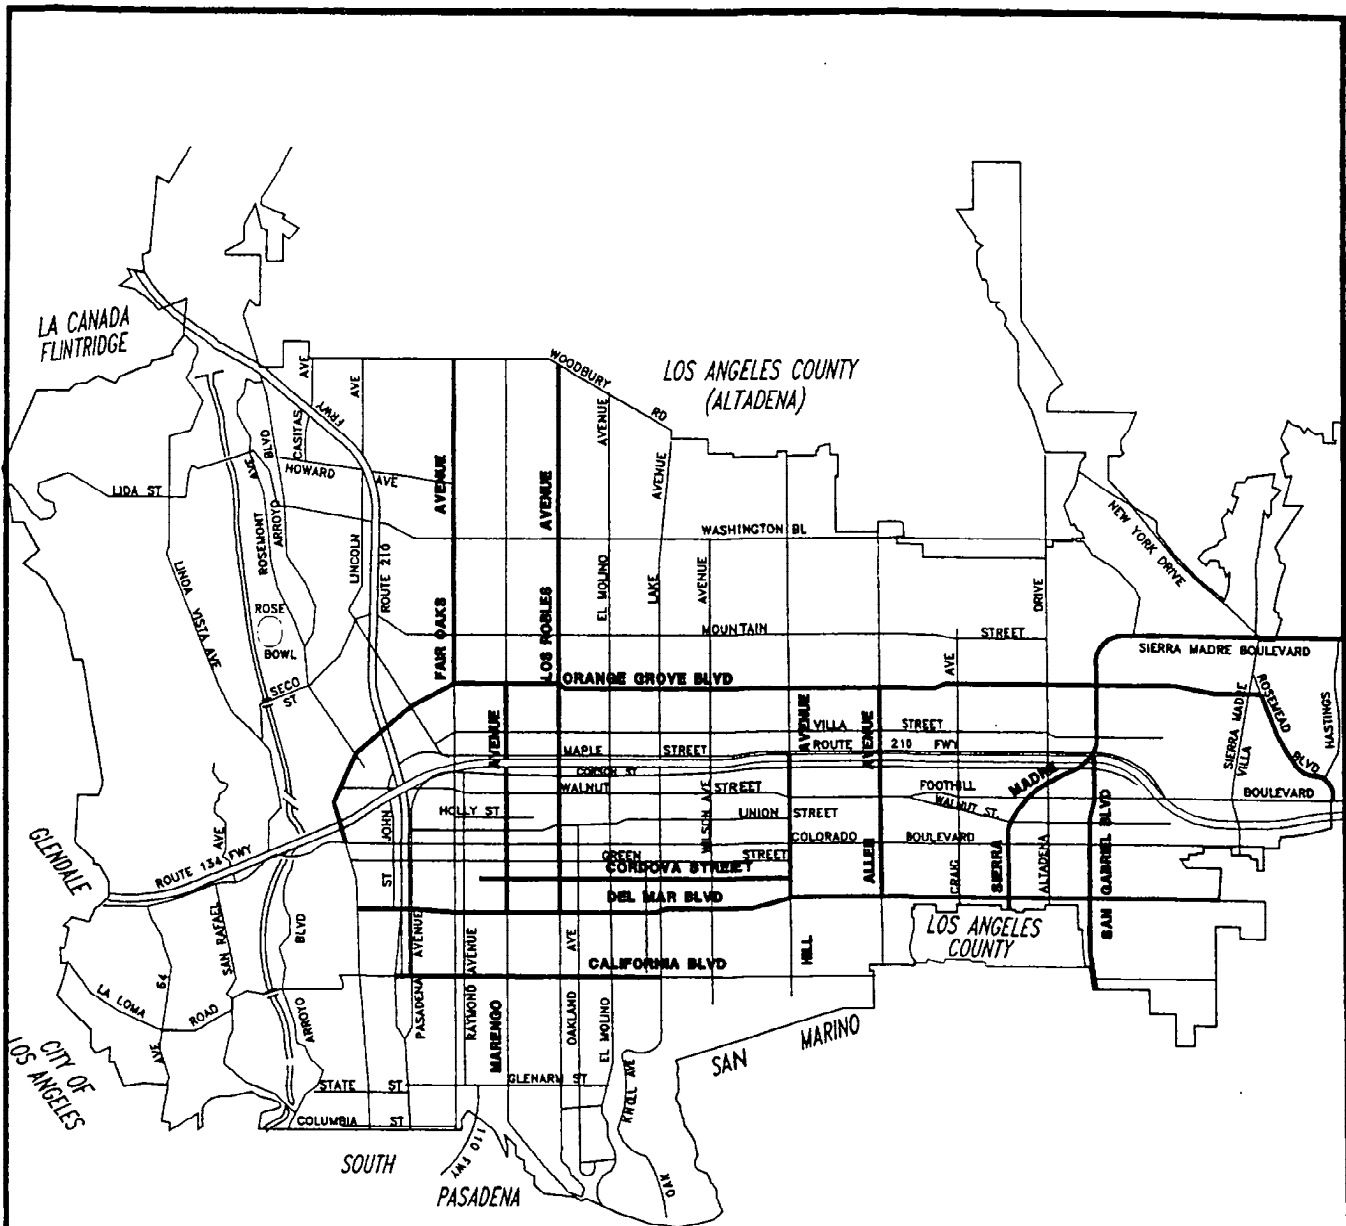 LA CANADA
FLINTRIDGE
LOS ANGELES COUNTY
(ALTADENA)
WOODBURY
RD
AVE
AVE
FRWY
CASITAS
BLVD
AVE
HOWARD
AVE
LIDA ST
ROSEMONT
ARROYO
LINCOLN
ROUTE 210
AVENUE
FAIR OAKS
AVENUE
LOS ROBLES
AVENUE
EL MOLINO
AVENUE
LAKE
AVENUE
WASHINGTON BL
NEW YORK DRIVE
DRIVE
LINDA
VISTA AVE
ROSE
BOWL
SECO
ST
MOUNTAIN
STREET
AVE
SIERRA MADRE BOULEVARD
ORANGE GROVE BLVD
ROSEMEAD
BLVD
HASTINGS
SIERRA MADRE
VILLA
AVENUE
AVENUE
AVENUE
VILLA
STREET
MAPLE
STREET
ROUTE
210
FWY
CORSON ST
WALNUT
STREET
FOOTHILL
BOULEVARD
WALNUT ST
MADRE
HOLLY ST
UNION
STREET
WILSON AVE
COLORADO
BOULEVARD
GREEN
STREET
CORDOVA STREET
DEL MAR BLVD
ALLEN
CRAIG
SIERRA
ALTADENA
SAN GABRIEL BLVD
GLENDALE
ROUTE 134 FWY
AVE
JOHN
ST
SAN RAFAEL
BLVD
AVENUE
PASADENA
AVENUE
RAYMOND
AVE
HILL
LOS ANGELES
COUNTY
CALIFORNIA BLVD
LA LOMA
ROAD
64
AVE
ARROYO
MARENGO
OAKLAND
EL MOLINO
SAN
MARINO
CITY OF
LOS ANGELES
STATE
ST
GLENARM ST
COLUMBIA
ST
KNOLL AVE
OAK
110 FWY
SOUTH
PASADENA